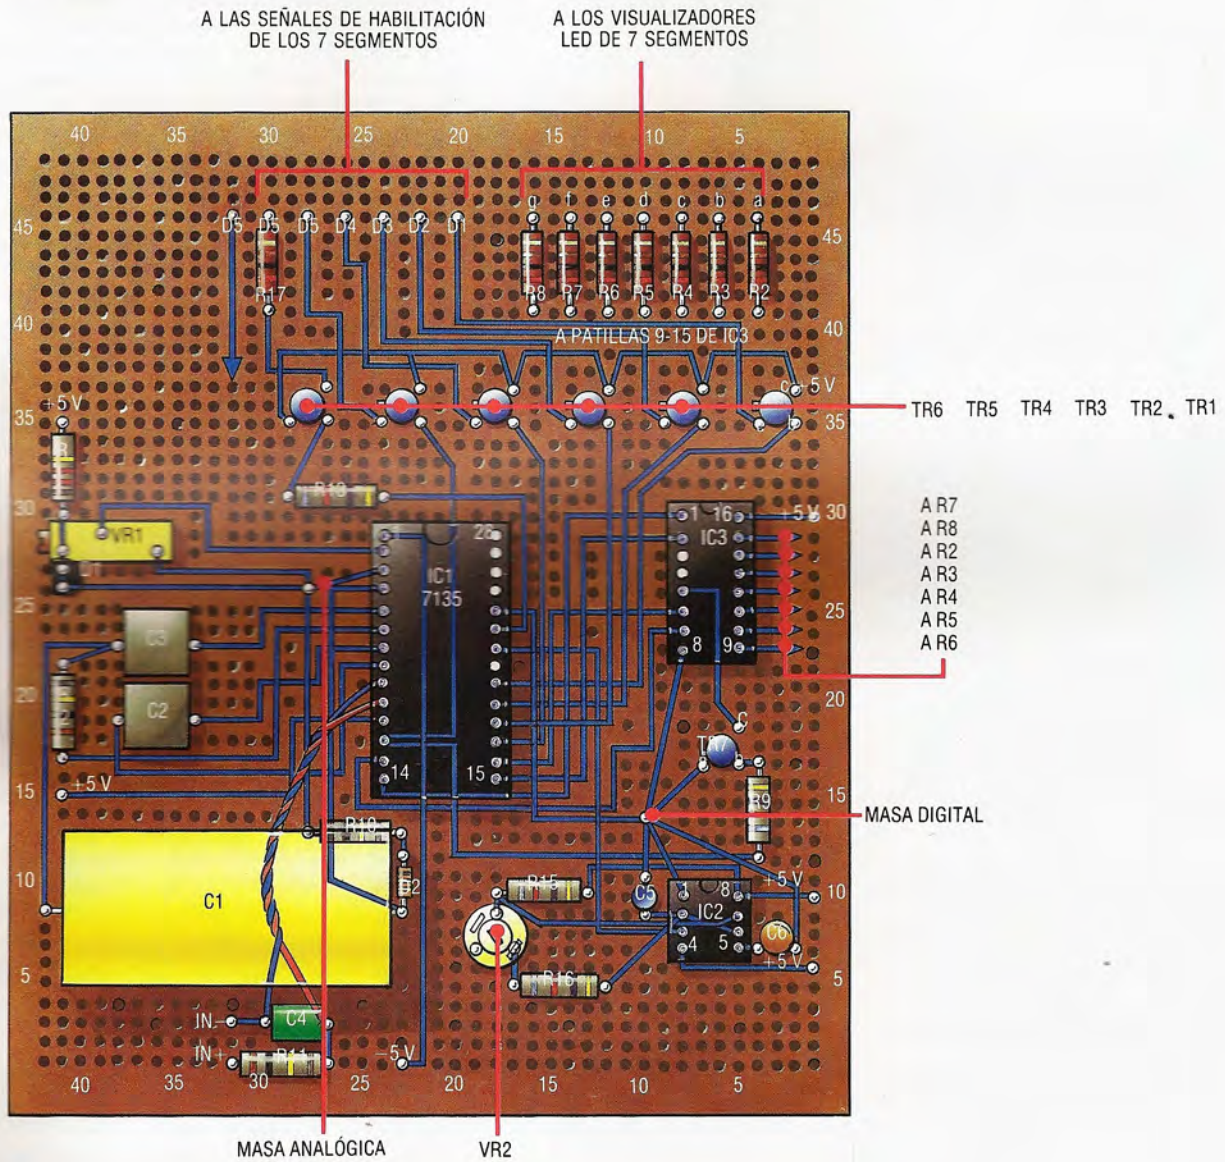 A LAS SEÑALES DE HABILITACIÓN
DE LOS 7 SEGMENTOS
A LOS VISUALIZADORES
LED DE 7 SEGMENTOS
40 35 30 25 20 15 10 5
g f e d c b a
D5 D5 D5 D4 D3 D2 D1
45 45
R17 R8 R7 R6 R5 R4 R3 R2
40 A PATILLAS 9-15 DE IC3 40
+5 V c +5 V
35 35
TR6 TR5 TR4 TR3 TR2 TR1
R13
30 1 28 1 16 +5 V 30
VR1 IC3
D1 IC1
7135
25 25
C3 8 9
A R7
A R8
A R2
A R3
A R4
A R5
A R6
20 C2 20
C
TR7
14 15
15 +5 V R9 15
MASA DIGITAL
R10
10 C1 R15 C5 1 8 +5 V 10
IC2
C6
4 5
5 R16 +5 V 5
IN- C4
IN+ R11 -5 V
40 35 30 25 20 15 10 5
MASA ANALÓGICA
VR2